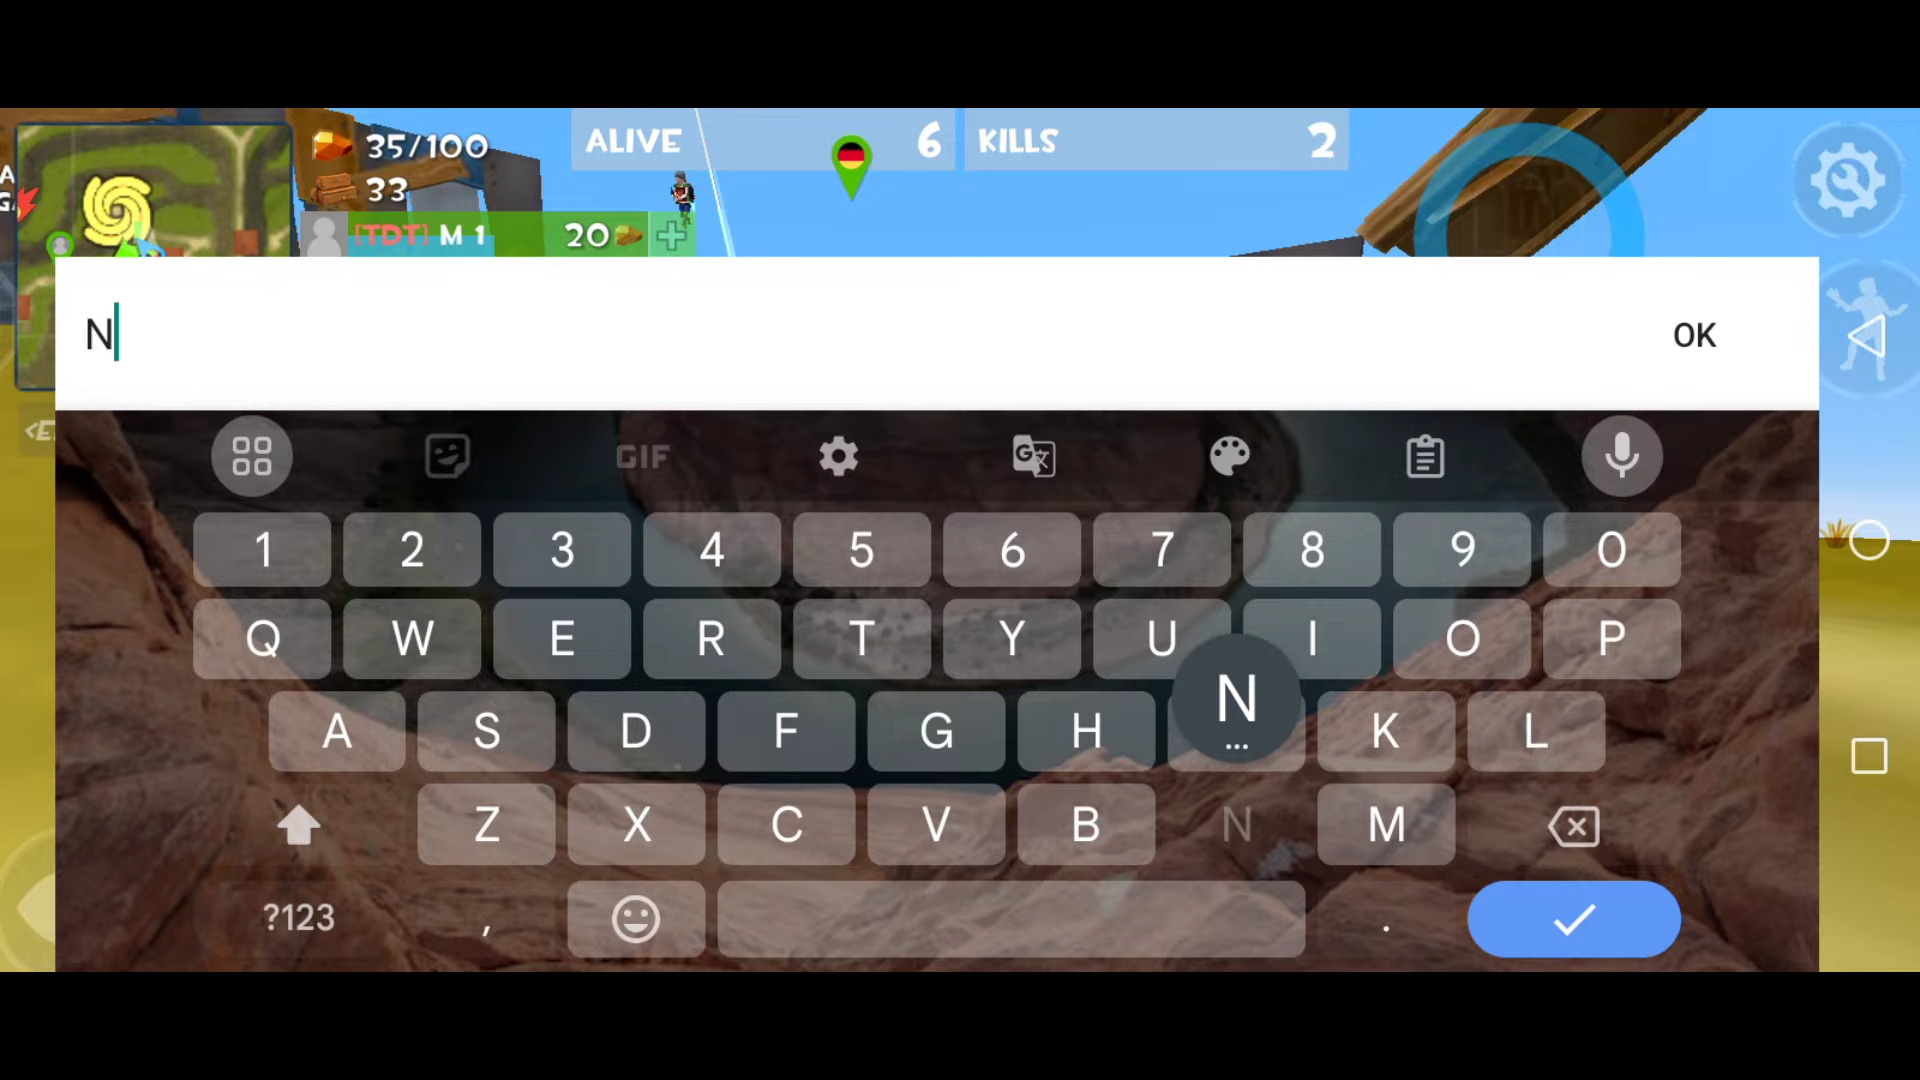 35/100
ALIVE 6 KILLS 2
33
[TDT] M 1 20
N OK
<E
GIF
1 2 3 4 5 6 7 8 9 0
Q W E R T Y U I O P
N
A S D F G H K L
Z X C V B N M
?123 , .